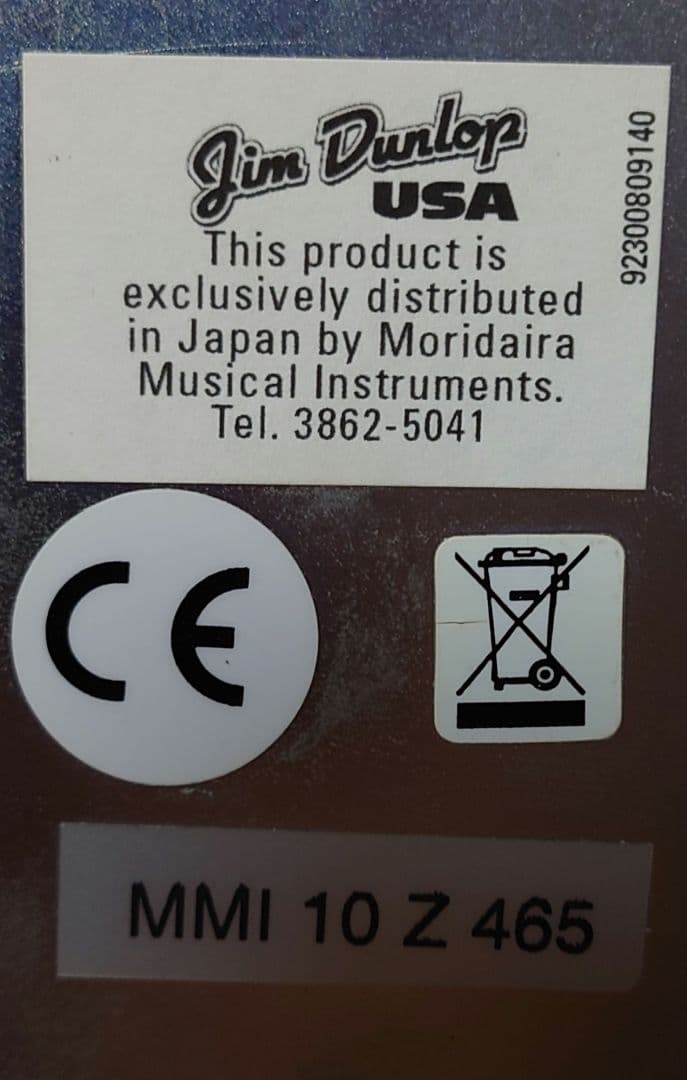 Jim Dunlop
USA
This product is
exclusively distributed
in Japan by Moridaira
Musical Instruments.
Tel. 3862-5041
92300809140
CE
MMI 10 Z 465